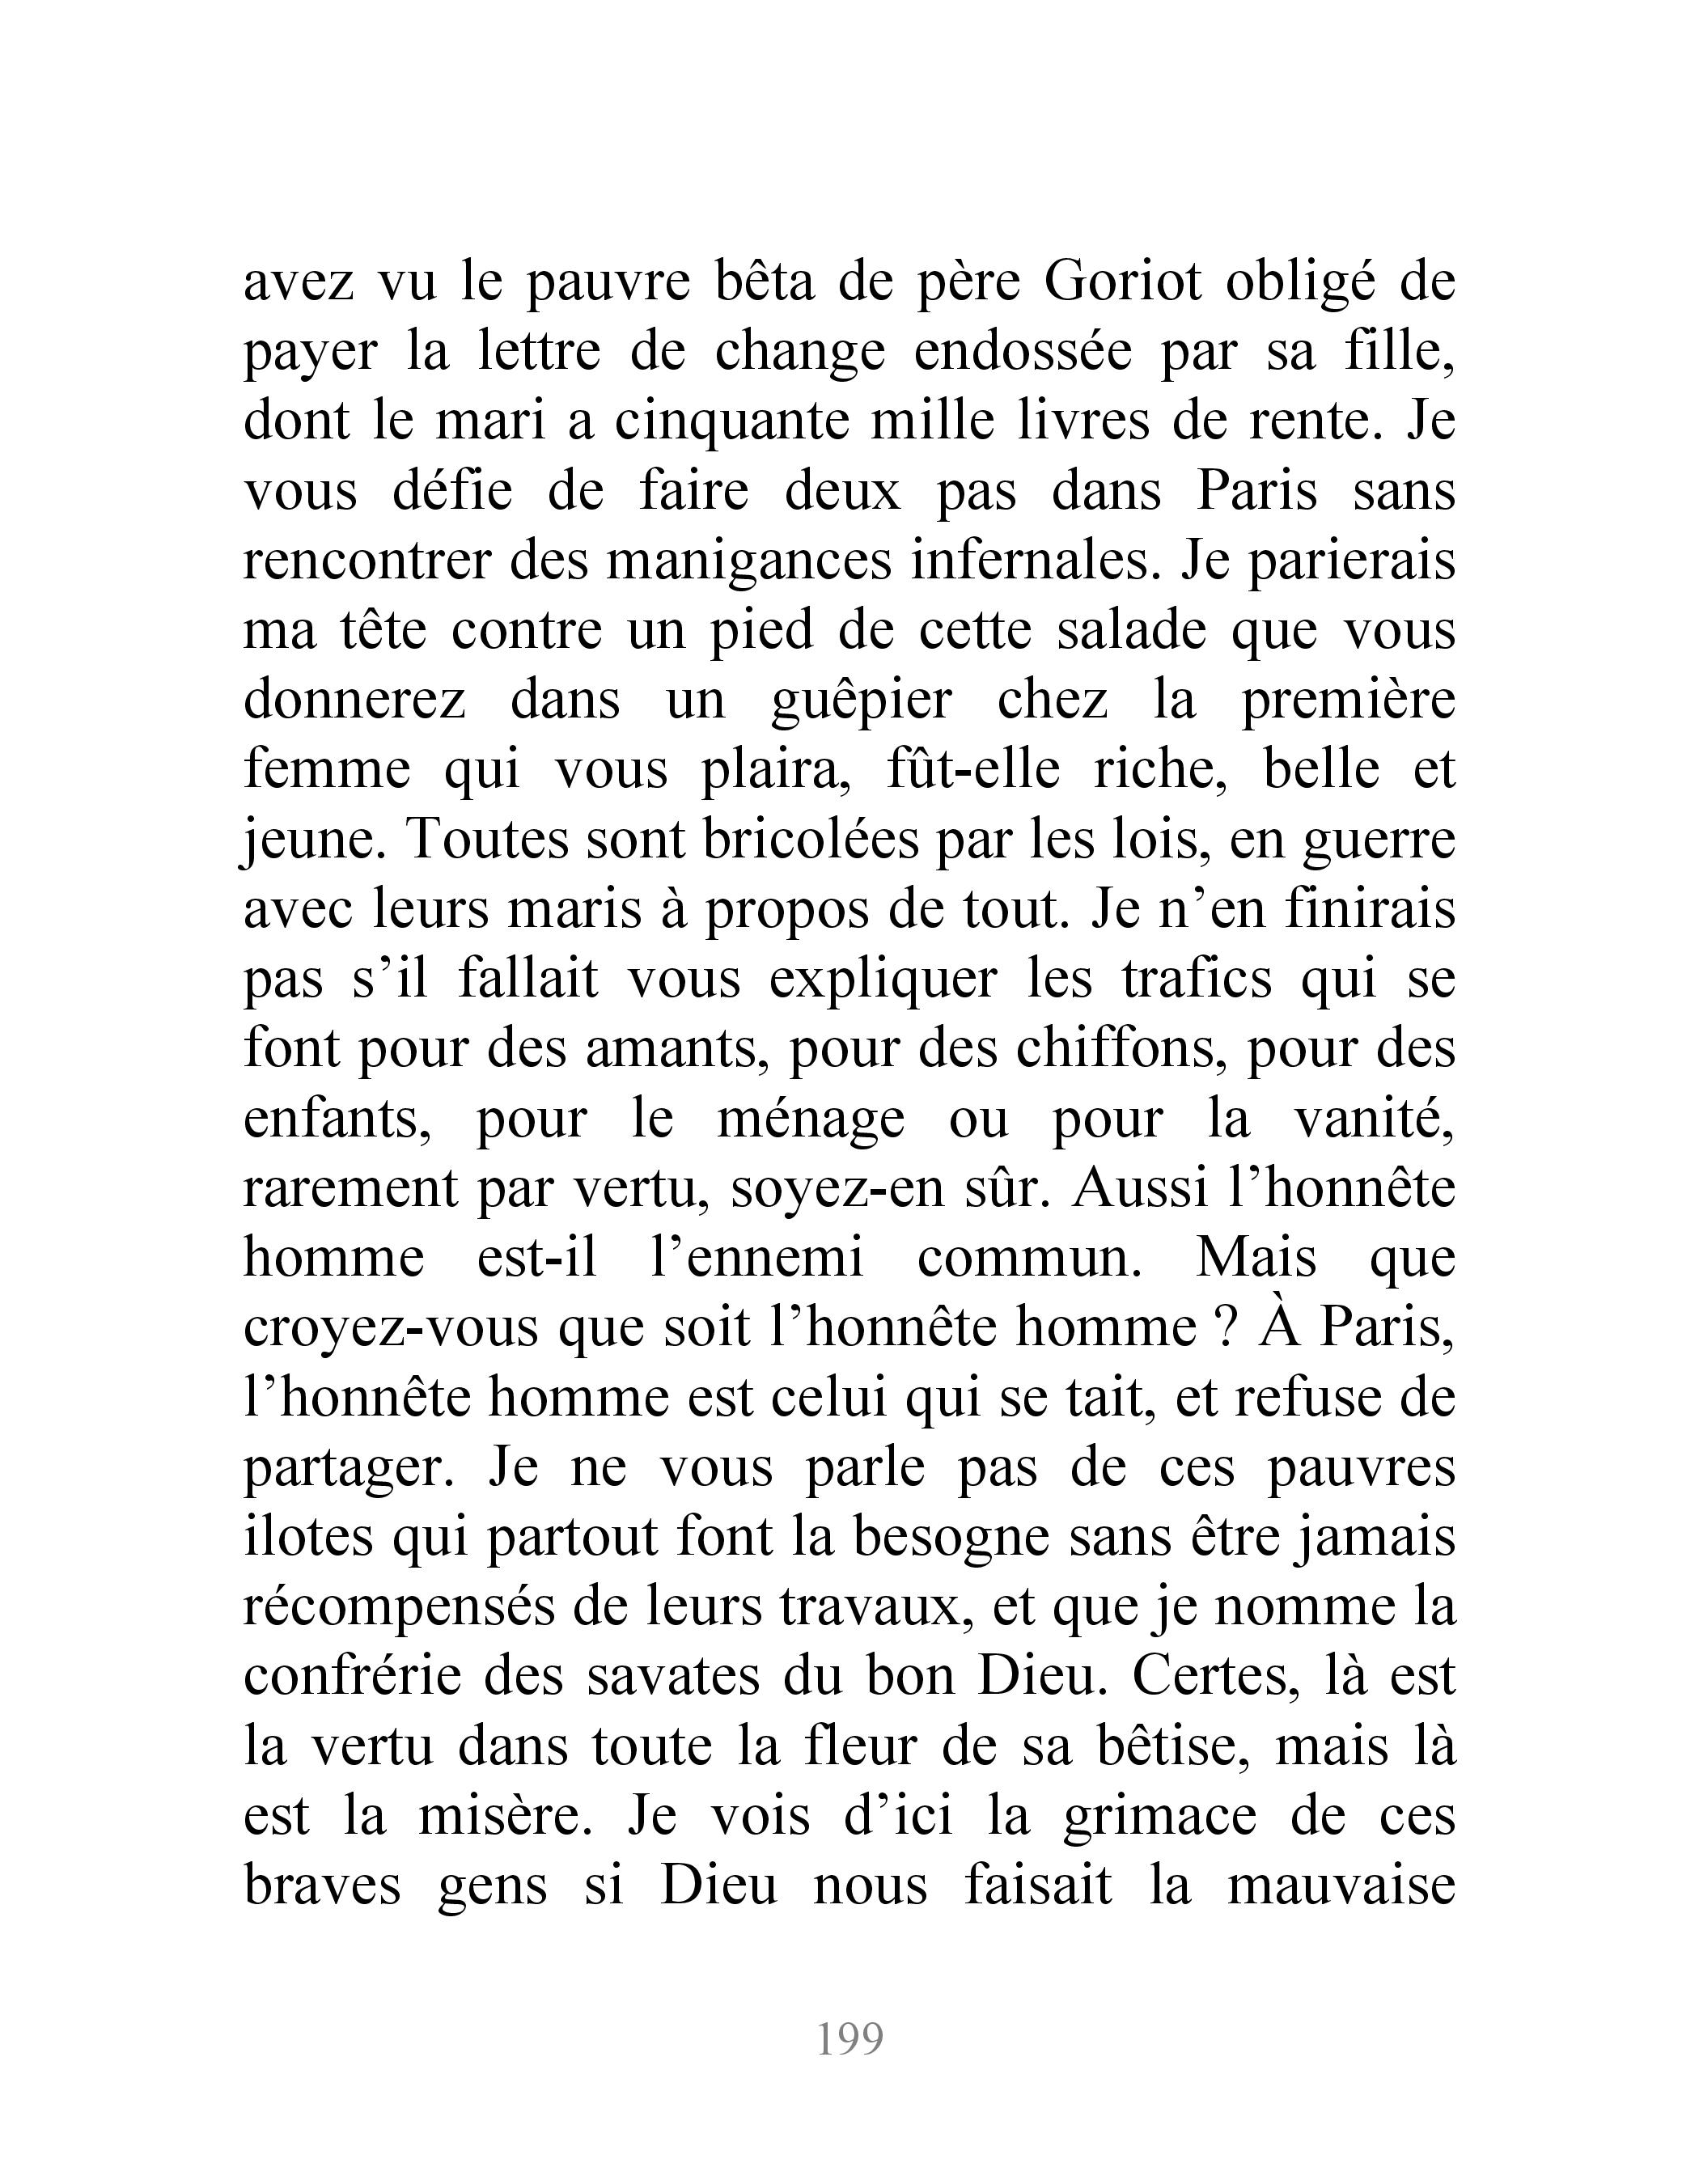 avez vu le pauvre bêta de père Goriot obligé de
payer la lettre de change endossée par sa fille,
dont le mari a cinquante mille livres de rente. Je
vous défie de faire deux pas dans Paris sans
rencontrer des manigances infernales. Je parierais
ma tête contre un pied de cette salade que vous
donnerez dans un guêpier chez la première
femme qui vous plaira, fût-elle riche, belle et
jeune. Toutes sont bricolées par les lois, en guerre
avec leurs maris à propos de tout. Je n’en finirais
pas s’il fallait vous expliquer les trafics qui se
font pour des amants, pour des chiffons, pour des
enfants, pour le ménage ou pour la vanité,
rarement par vertu, soyez-en sûr. Aussi l’honnête
homme est-il l’ennemi commun. Mais que
croyez-vous que soit l’honnête homme ? À Paris,
l’honnête homme est celui qui se tait, et refuse de
partager. Je ne vous parle pas de ces pauvres
ilotes qui partout font la besogne sans être jamais
récompensés de leurs travaux, et que je nomme la
confrérie des savates du bon Dieu. Certes, là est
la vertu dans toute la fleur de sa bêtise, mais là
est la misère. Je vois d’ici la grimace de ces
braves gens si Dieu nous faisait la mauvaise
199